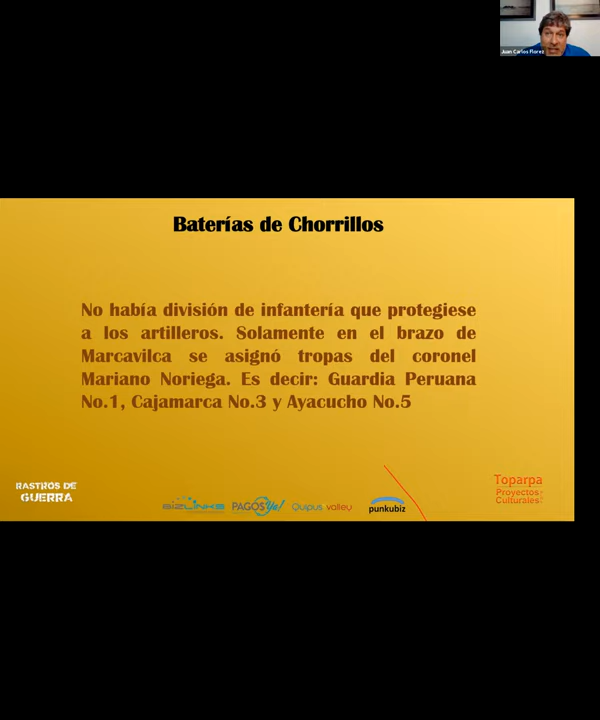 Juan Carlos Florez
Baterías de Chorrillos
No había división de infantería que protegiese
a los artilleros. Solamente en el brazo de
Marcavilca se asignó tropas del coronel
Mariano Noriega. Es decir: Guardia Peruana
No.1, Cajamarca No.3 y Ayacucho No.5
RASTROS DE
GUERRA
BIZLINKS
PAGOS Ya!
Quipus valley
punkubiz
Toparpa
Proyectos
Culturales